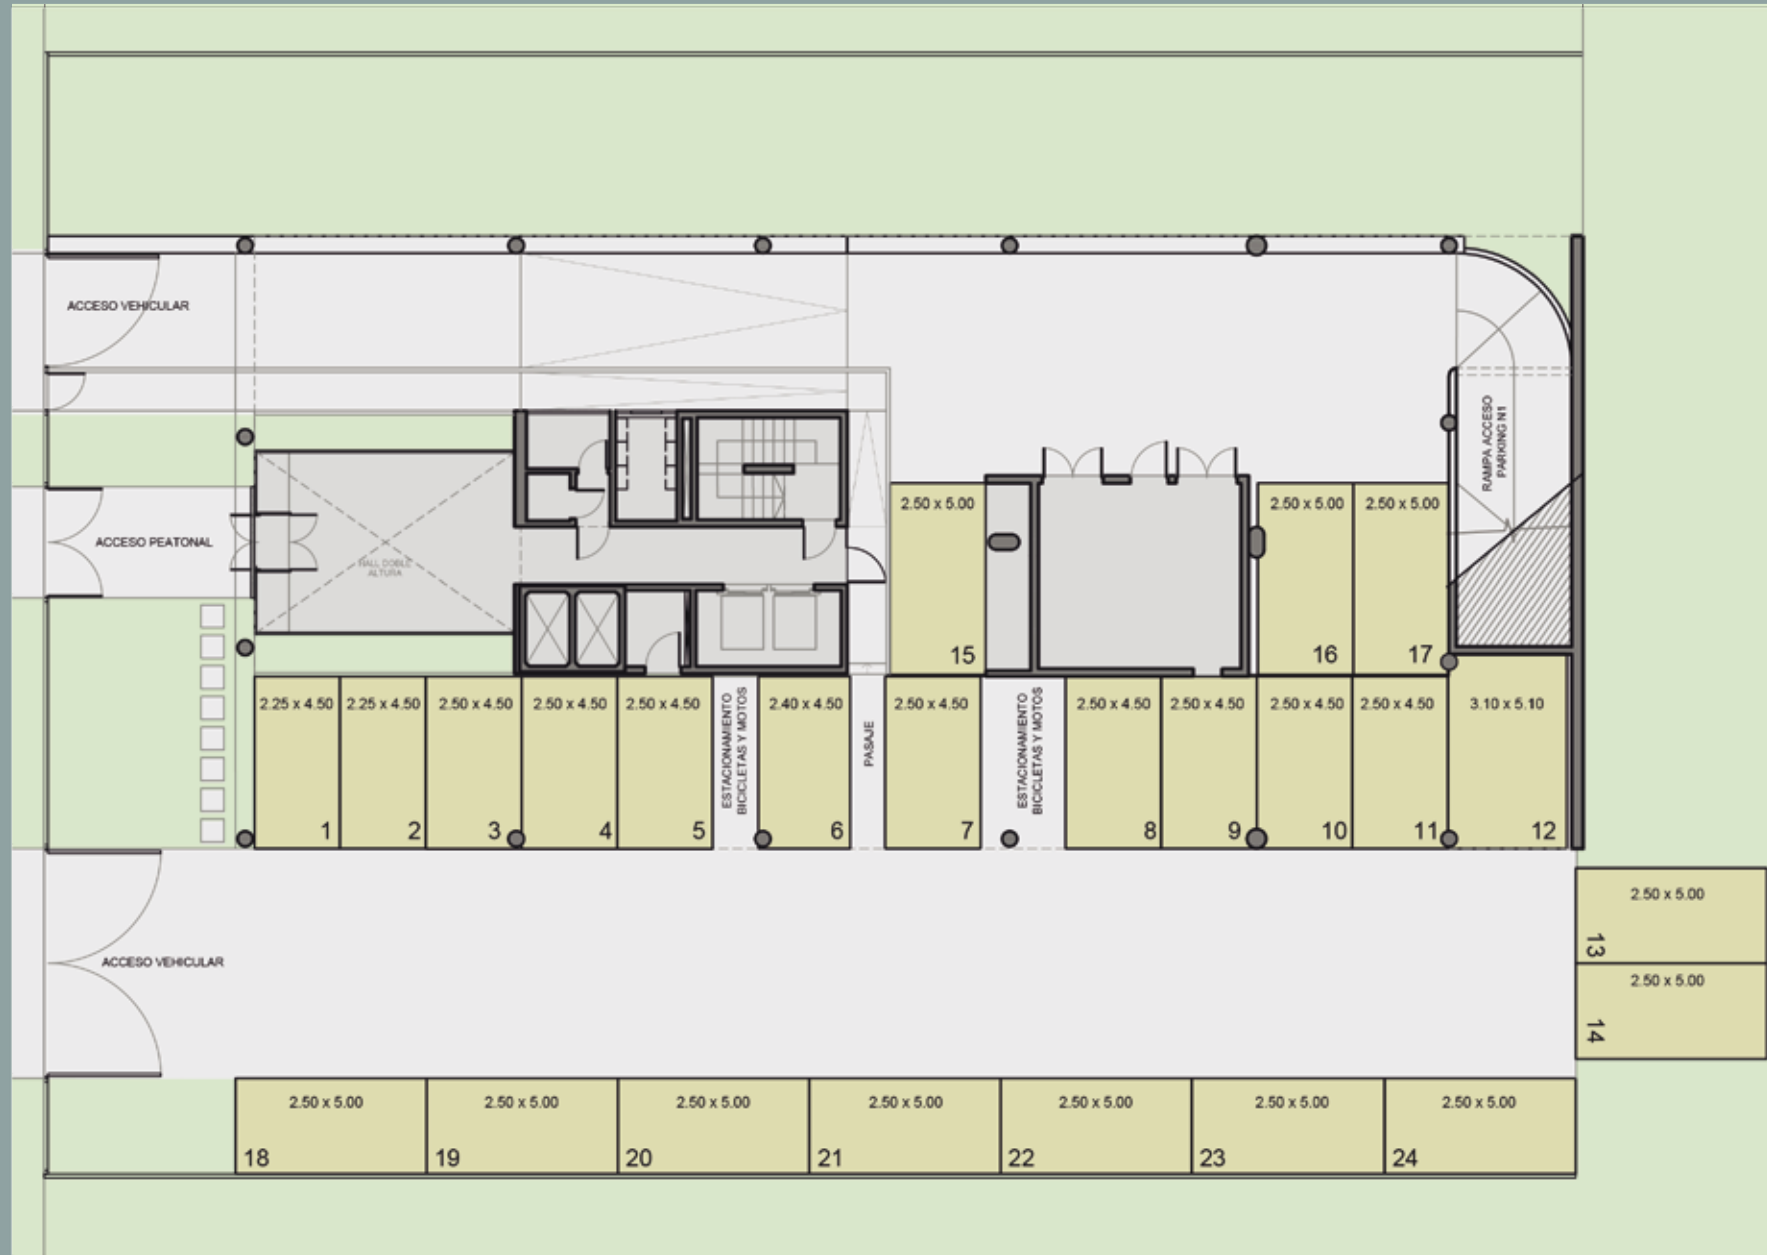 ACCESO VEHICULAR
RAMPA ACCESO
PARKING N1
ACCESO PEATONAL
HALL DOBLE
ALTURA
2.50 x 5.00
15
2.50 x 5.00
16
2.50 x 5.00
17
2.25 x 4.50
1
2.25 x 4.50
2
2.50 x 4.50
3
2.50 x 4.50
4
2.50 x 4.50
5
ESTACIONAMIENTO
BICICLETAS Y MOTOS
2.40 x 4.50
6
PASAJE
2.50 x 4.50
7
ESTACIONAMIENTO
BICICLETAS Y MOTOS
2.50 x 4.50
8
2.50 x 4.50
9
2.50 x 4.50
10
2.50 x 4.50
11
3.10 x 5.10
12
2.50 x 5.00
13
2.50 x 5.00
14
ACCESO VEHICULAR
2.50 x 5.00
18
2.50 x 5.00
19
2.50 x 5.00
20
2.50 x 5.00
21
2.50 x 5.00
22
2.50 x 5.00
23
2.50 x 5.00
24